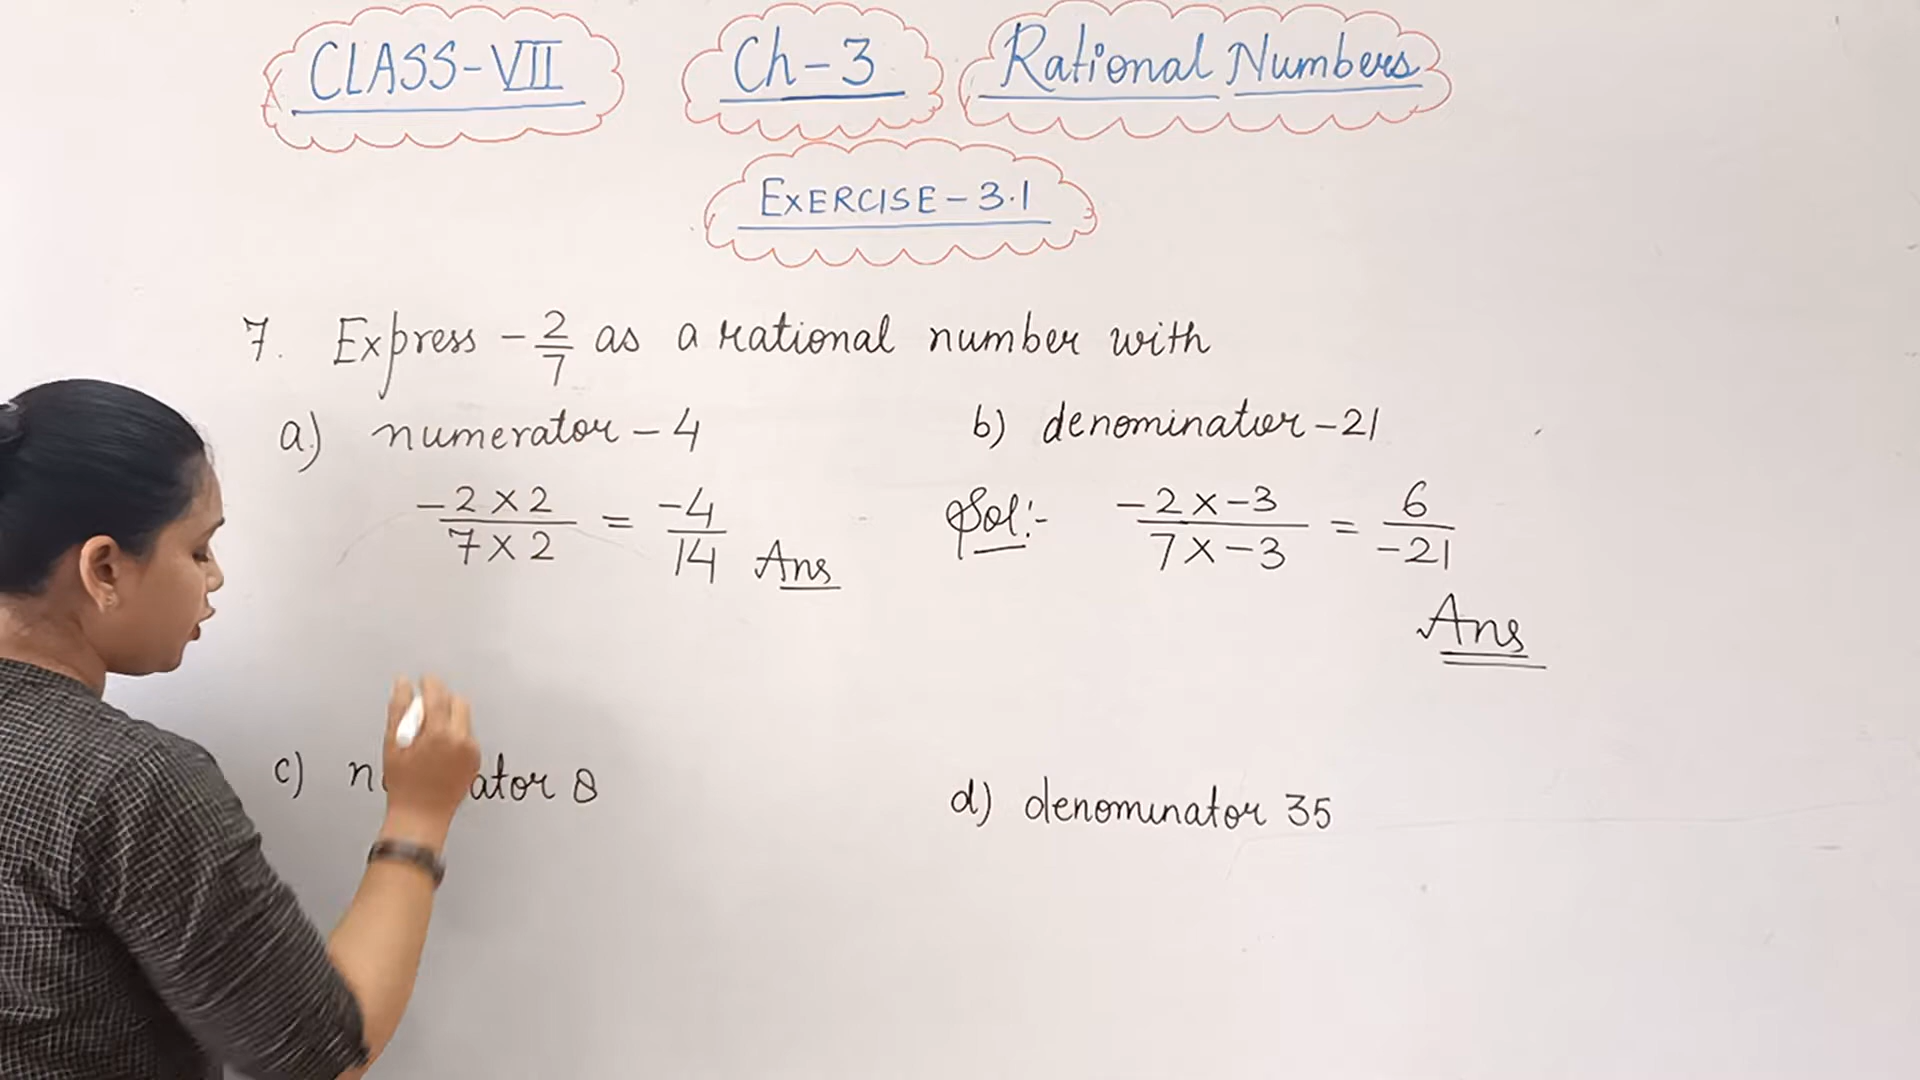 CLASS-VII Ch-3 Rational Numbers
EXERCISE-3.1
7. Express -2/7 as a rational number with
a) numerator -4
b) denominator -21
-2 × 2 / 7 × 2 = -4/14 Ans
Sol:- -2 × -3 / 7 × -3 = 6/-21
Ans
c) 8
d) denominator 35